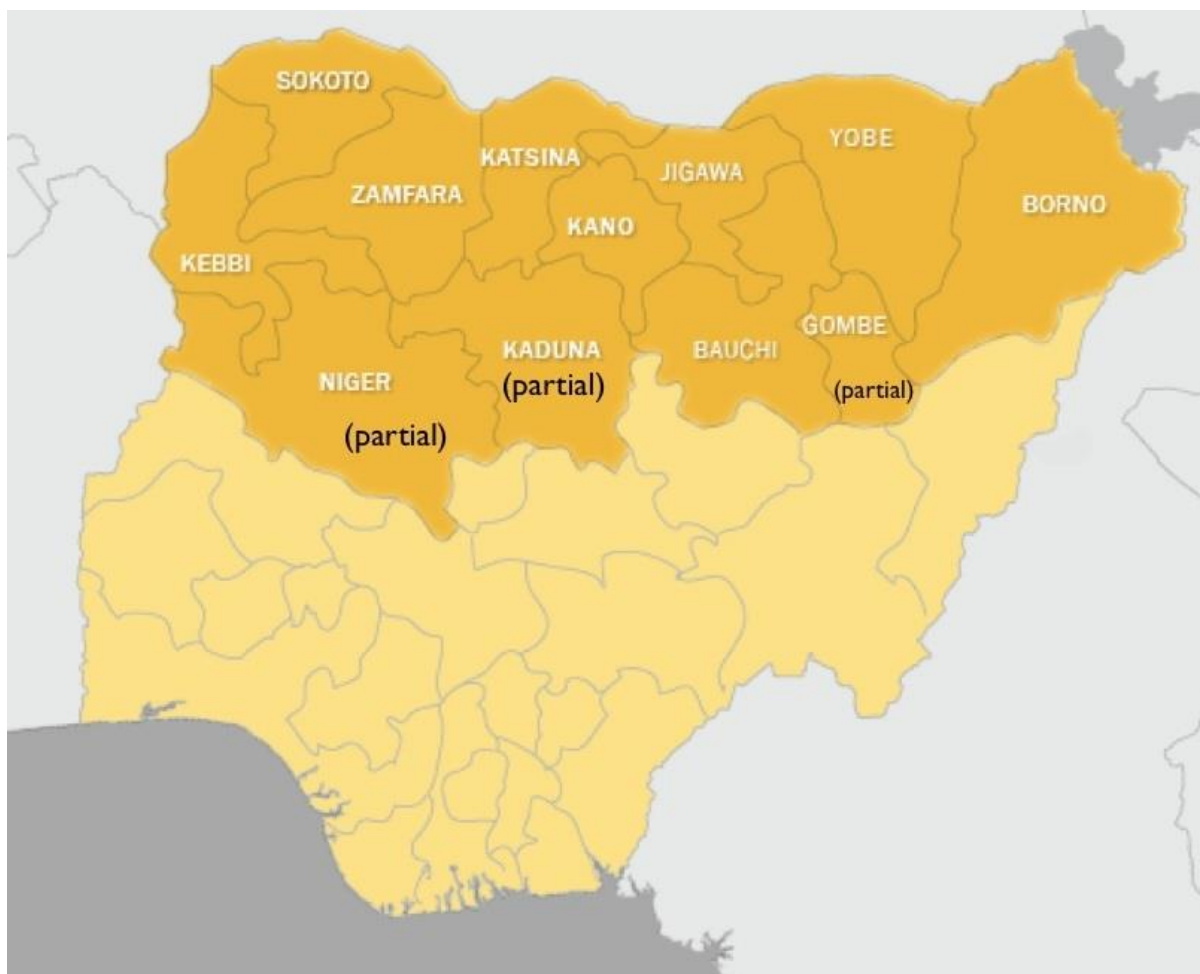 SOKOTO
YOBE
KATSINA
JIGAWA
ZAMFARA
BORNO
KANO
KEBBI
GOMBE
KADUNA
BAUCHI
NIGER
(partial)
(partial)
(partial)